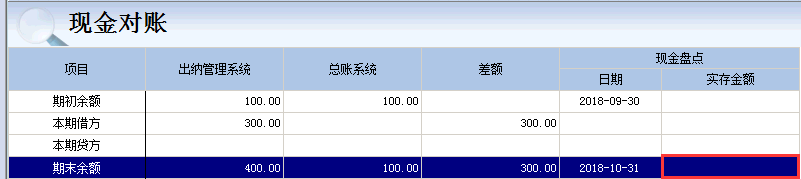 现金对账
项目 出纳管理系统 总账系统 差额 现金盘点
日期 实存金额
期初余额 100.00 100.00 2018-09-30
本期借方 300.00 300.00
本期贷方
期末余额 400.00 100.00 300.00 2018-10-31